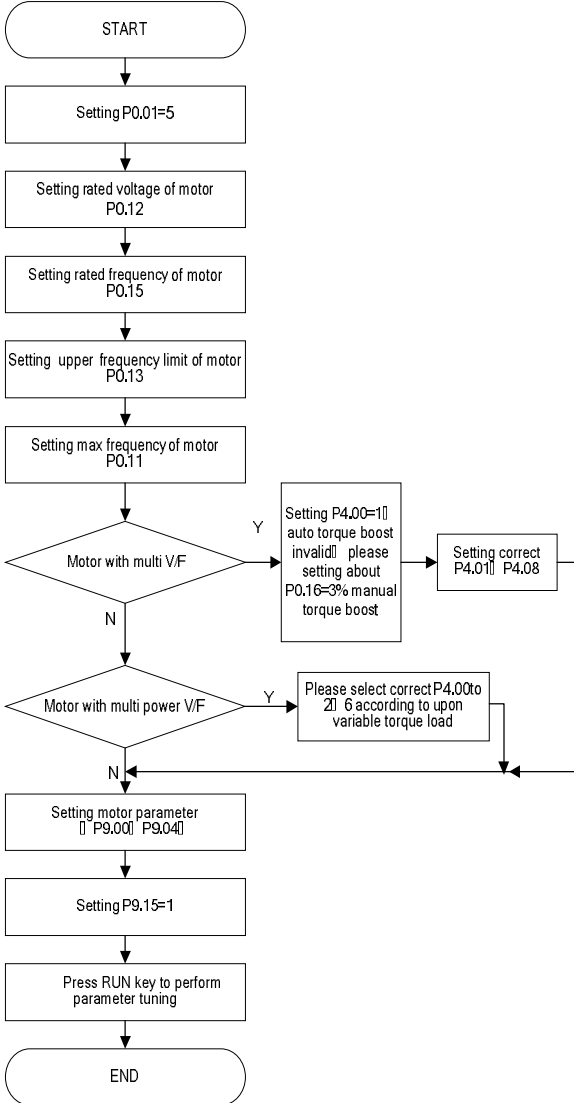 START
Setting P0.01=5
Setting rated voltage of motor
P0.12
Setting rated frequency of motor
P0.15
Setting upper frequency limit of motor
P0.13
Setting max frequency of motor
P0.11
Motor with multi V/F
Y
Setting P4.00=1▯
auto torque boost
invalid▯ please
setting about
P0.16=3% manual
torque boost
Setting correct
P4.01▯ P4.08
N
Motor with multi power V/F
Y
Please select correct P4.00 to
2▯ 6 according to upon
variable torque load
N
Setting motor parameter
▯ P9.00▯ P9.04▯
Setting P9.15=1
Press RUN key to perform
parameter tuning
END